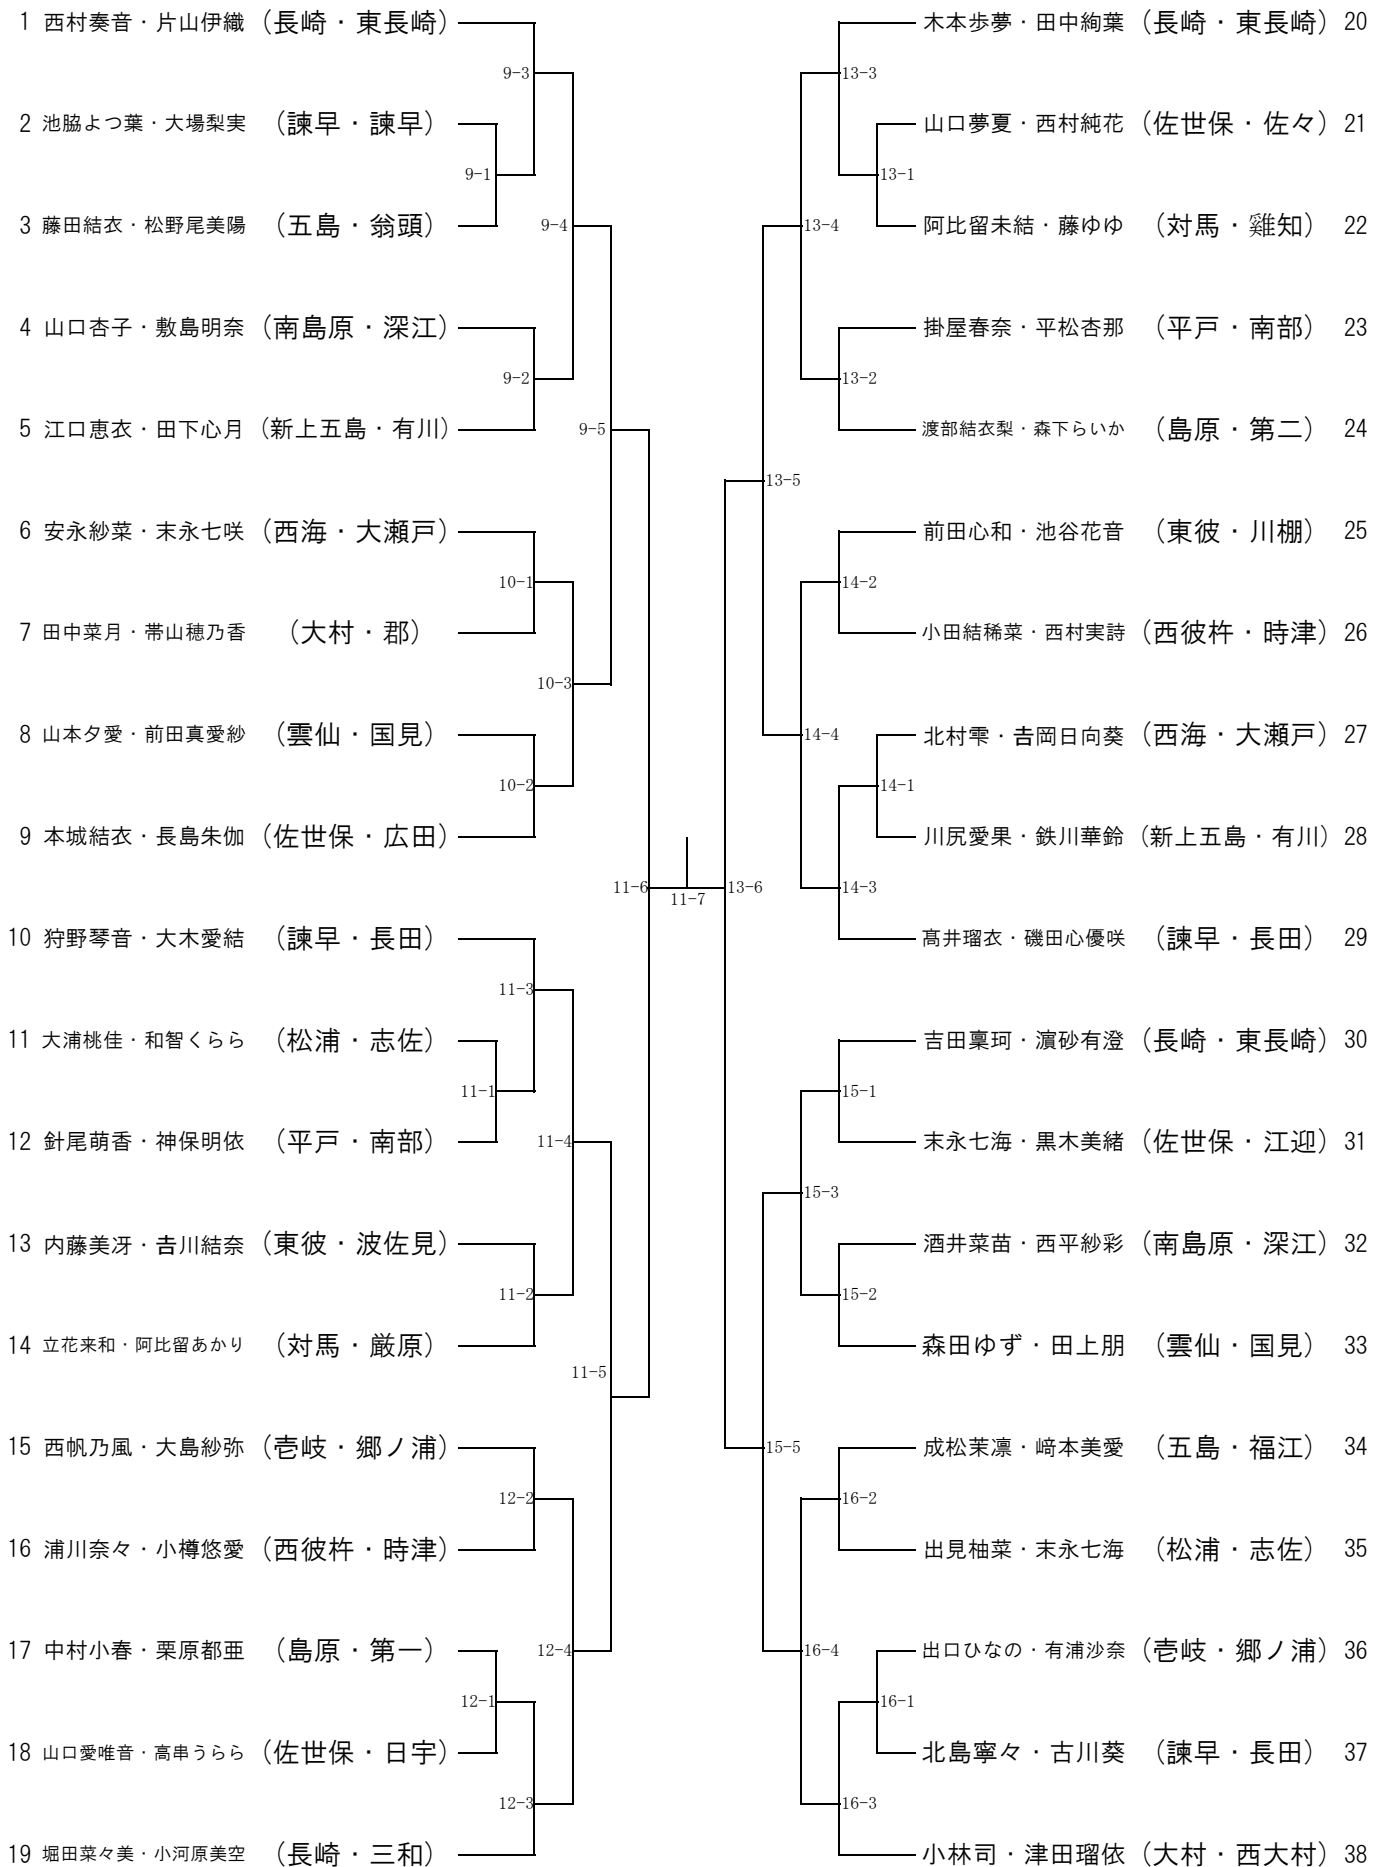 1 西村奏音・片山伊織 （長崎・東長崎）
9-3
2 池脇よつ葉・大場梨実 （諫早・諫早）
9-1
3 藤田結衣・松野尾美陽 （五島・翁頭）
9-4
4 山口杏子・敷島明奈 （南島原・深江）
9-2
5 江口恵衣・田下心月 （新上五島・有川）
9-5
6 安永紗菜・末永七咲 （西海・大瀬戸）
10-1
7 田中菜月・帯山穂乃香 （大村・郡）
10-3
8 山本夕愛・前田真愛紗 （雲仙・国見）
10-2
9 本城結衣・長島朱伽 （佐世保・広田）
11-6
11-7
10 狩野琴音・大木愛結 （諫早・長田）
11-3
11 大浦桃佳・和智くらら （松浦・志佐）
11-1
12 針尾萌香・神保明依 （平戸・南部）
11-4
13 内藤美冴・𠮷川結奈 （東彼・波佐見）
11-2
14 立花来和・阿比留あかり （対馬・厳原）
11-5
15 西帆乃風・大島紗弥 （壱岐・郷ノ浦）
12-2
16 浦川奈々・小樽悠愛 （西彼杵・時津）
17 中村小春・栗原都亜 （島原・第一）
12-4
12-1
18 山口愛唯音・高串うらら （佐世保・日宇）
12-3
19 堀田菜々美・小河原美空 （長崎・三和）
木本歩夢・田中絢葉 （長崎・東長崎） 20
13-3
山口夢夏・西村純花 （佐世保・佐々） 21
13-1
阿比留未結・藤ゆゆ （対馬・雞知） 22
13-4
掛屋春奈・平松杏那 （平戸・南部） 23
13-2
渡部結衣梨・森下らいか （島原・第二） 24
13-5
前田心和・池谷花音 （東彼・川棚） 25
14-2
小田結稀菜・西村実詩 （西彼杵・時津） 26
北村雫・𠮷岡日向葵 （西海・大瀬戸） 27
14-4
14-1
川尻愛果・鉄川華鈴 （新上五島・有川） 28
13-6
14-3
髙井瑠衣・磯田心優咲 （諫早・長田） 29
吉田稟珂・濵砂有澄 （長崎・東長崎） 30
15-1
末永七海・黒木美緒 （佐世保・江迎） 31
15-3
酒井菜苗・西平紗彩 （南島原・深江） 32
15-2
森田ゆず・田上朋 （雲仙・国見） 33
15-5
成松茉凛・﨑本美愛 （五島・福江） 34
16-2
出見柚菜・末永七海 （松浦・志佐） 35
出口ひなの・有浦沙奈 （壱岐・郷ノ浦） 36
16-4
16-1
北島寧々・古川葵 （諫早・長田） 37
16-3
小林司・津田瑠依 （大村・西大村） 38